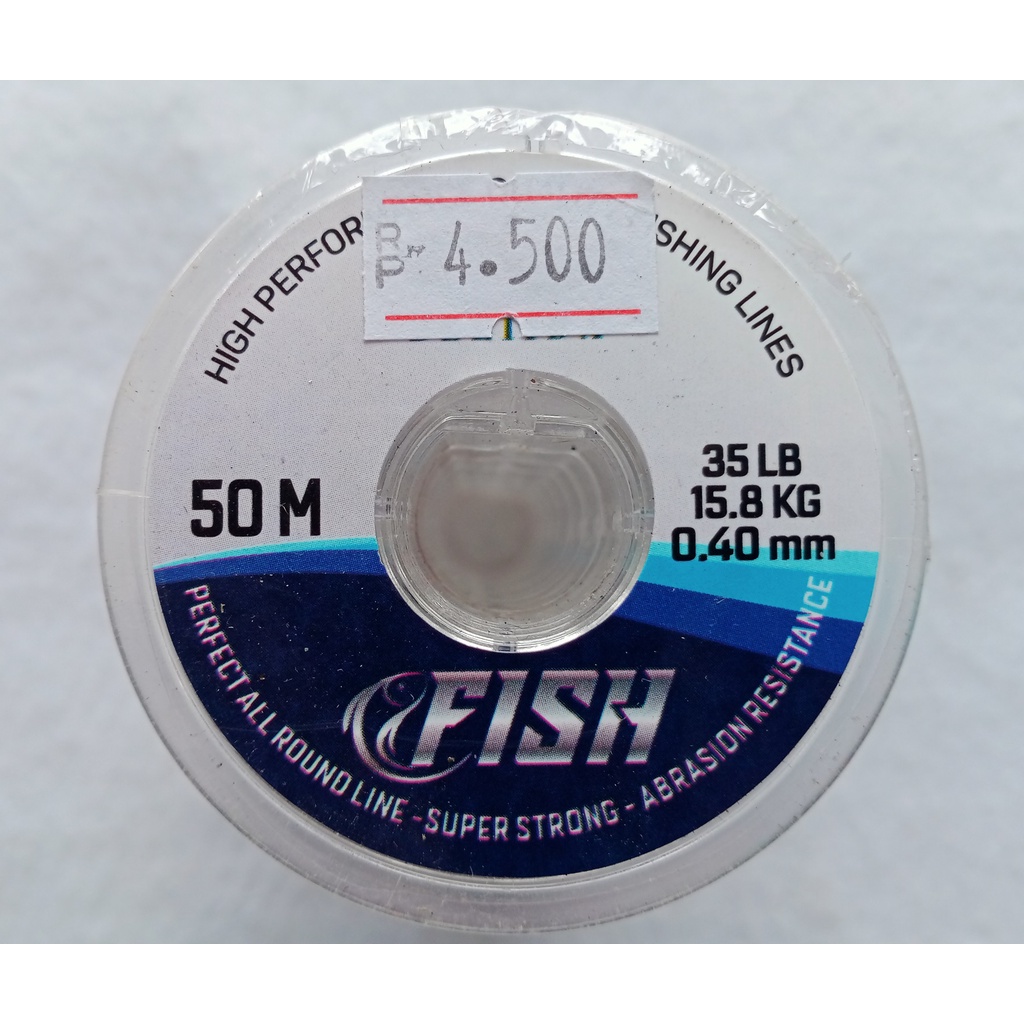 HIGH PERFOR
SHING LINES
RP 4.500
50 M
35 LB
15.8 KG
0.40 mm
FISH
PERFECT ALL ROUND LINE - SUPER STRONG - ABRASION RESISTANCE